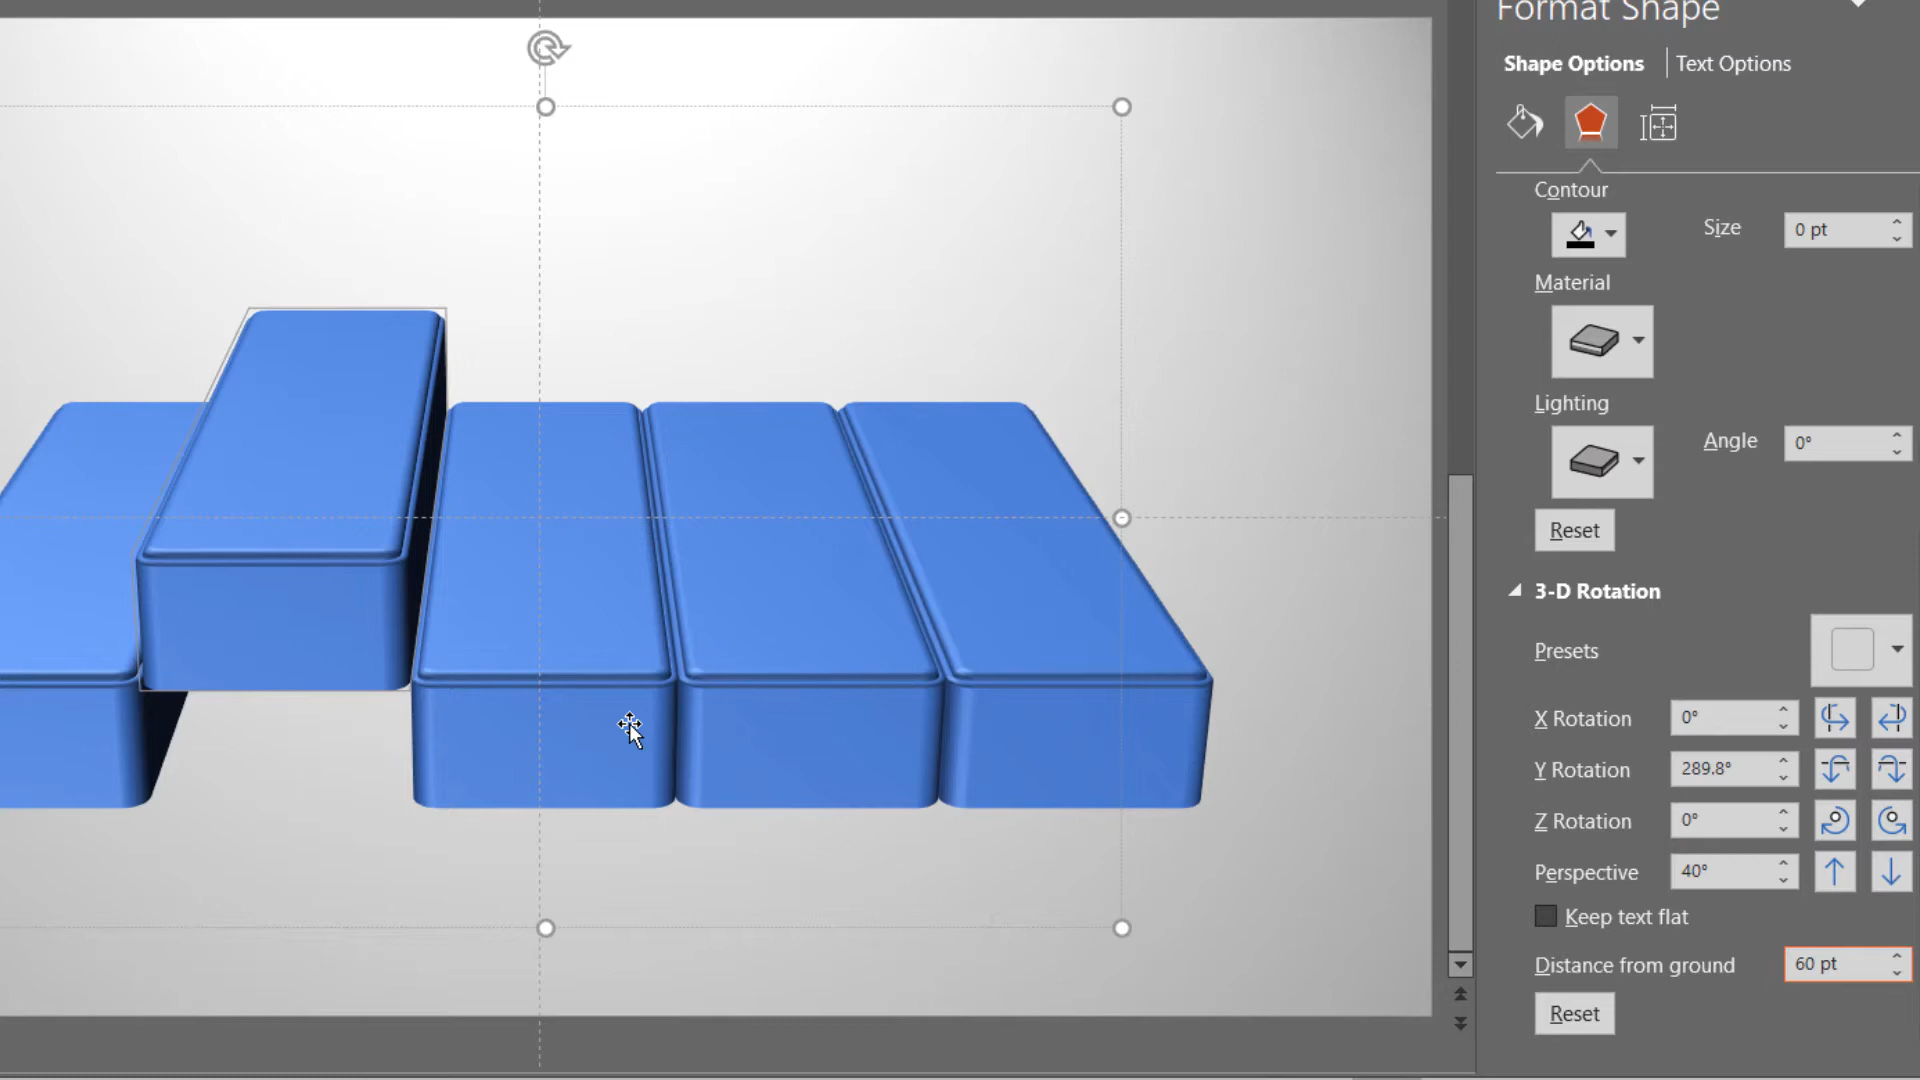 Format Shape
Shape Options
Text Options
Contour
Size
0 pt
Material
Lighting
Angle
0°
Reset
3-D Rotation
Presets
X Rotation
0°
Y Rotation
289.8°
Z Rotation
0°
Perspective
40°
Keep text flat
Distance from ground
60 pt
Reset